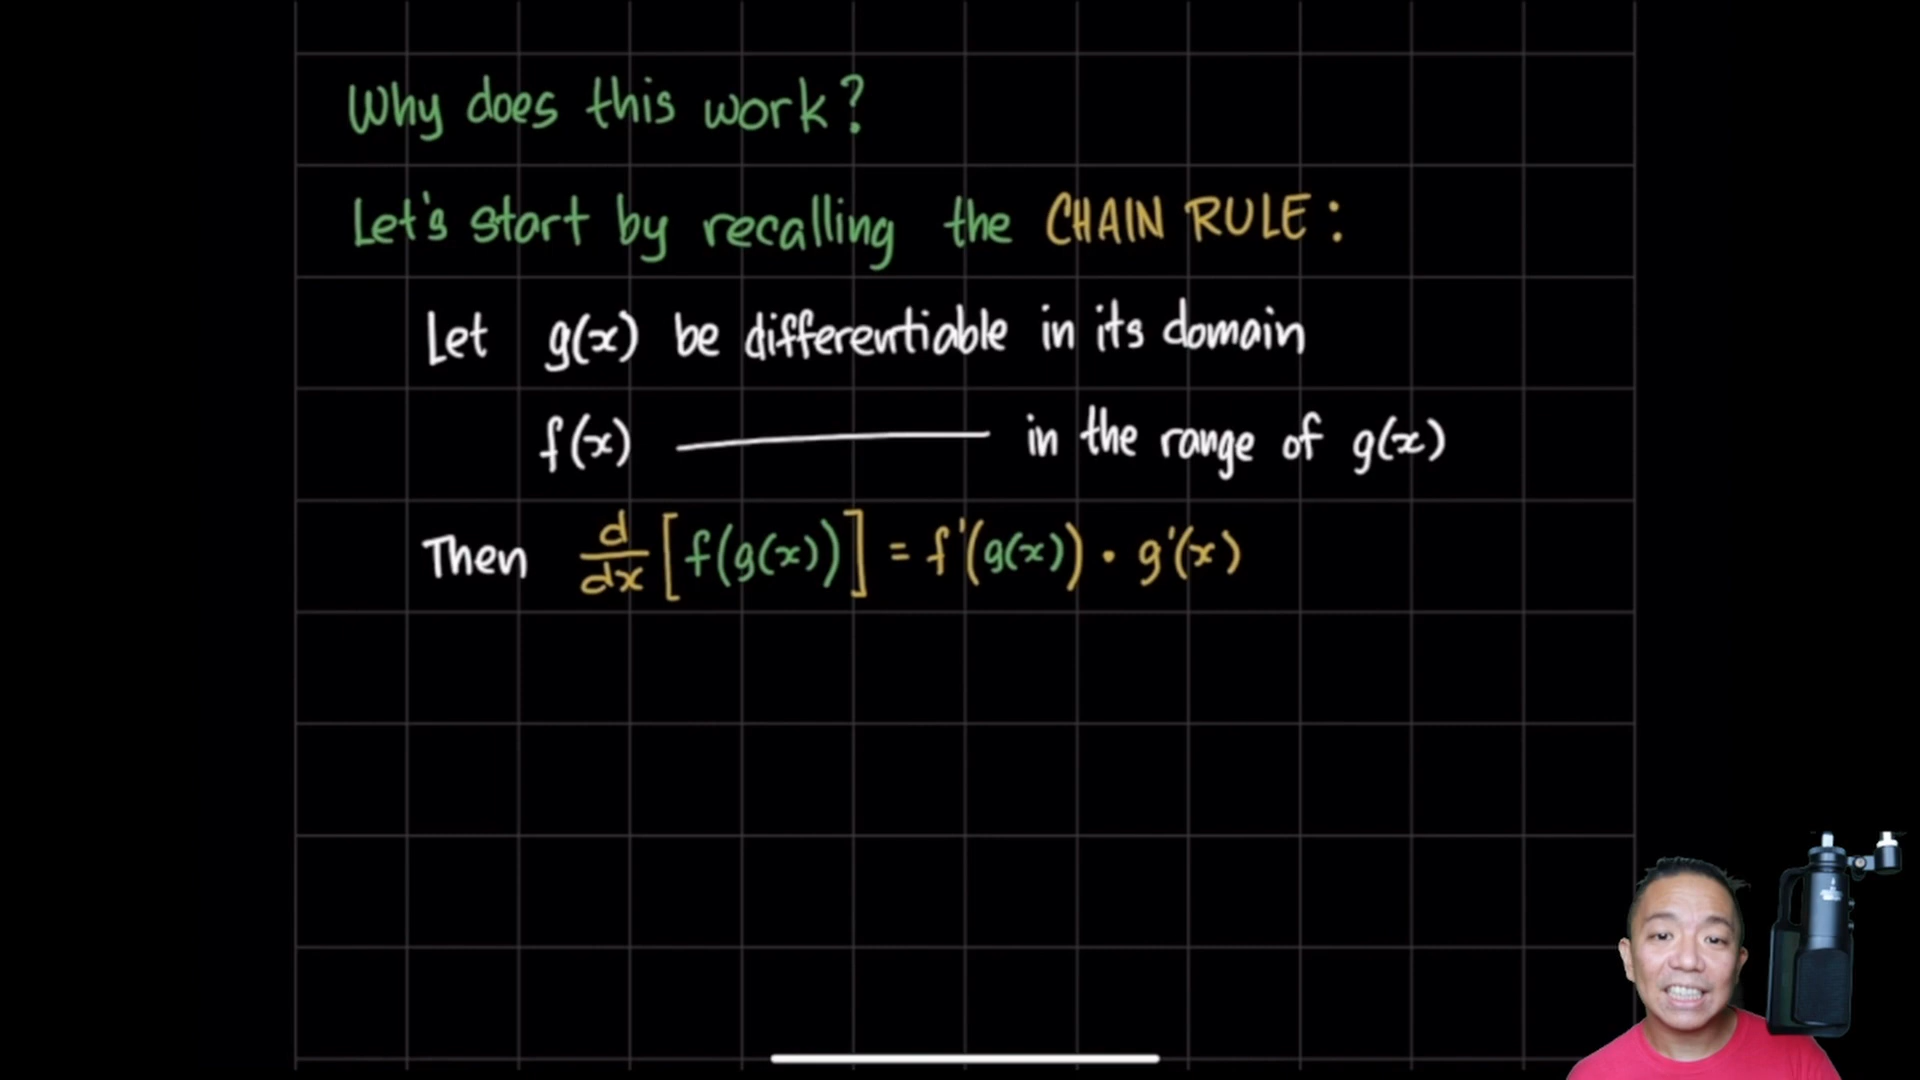 Why does this work?
Let's start by recalling the CHAIN RULE:
Let g(x) be differentiable in its domain
f(x) ——— in the range of g(x)
Then d/dx [f(g(x))] = f'(g(x)) · g'(x)